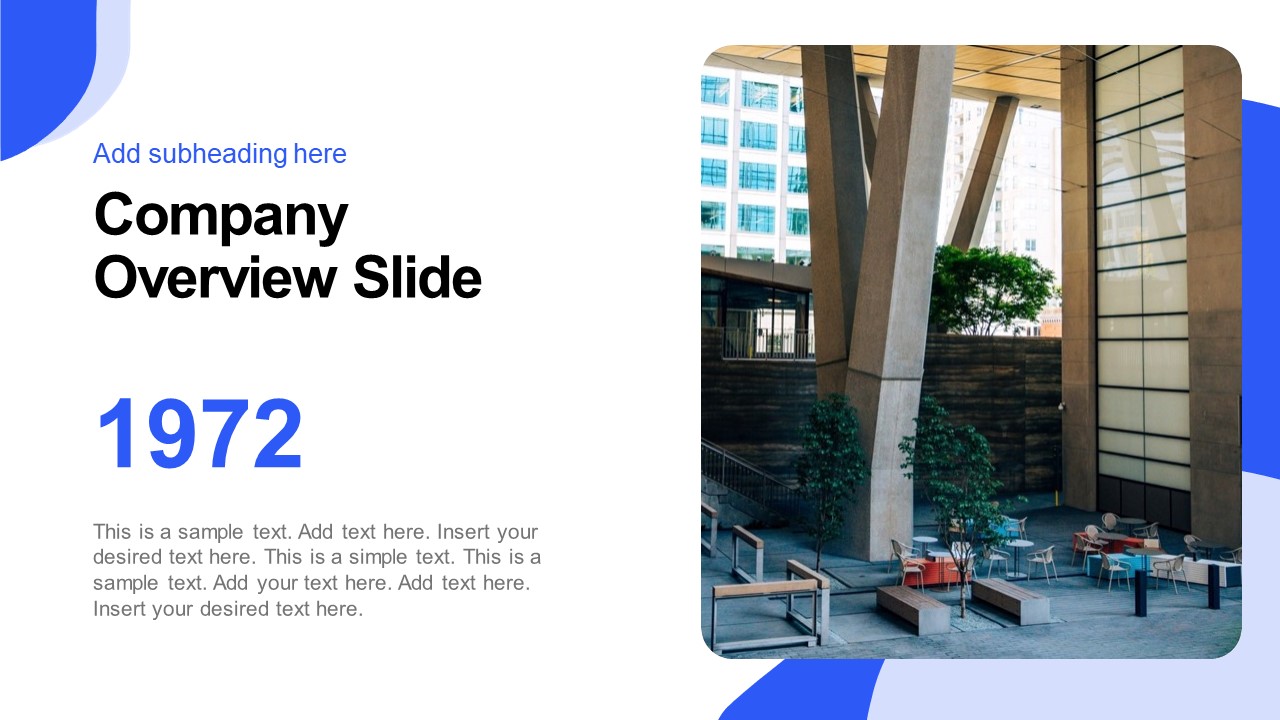 Add subheading here
Company
Overview Slide
1972
This is a sample text. Add text here. Insert your
desired text here. This is a simple text. This is a
sample text. Add your text here. Add text here.
Insert your desired text here.